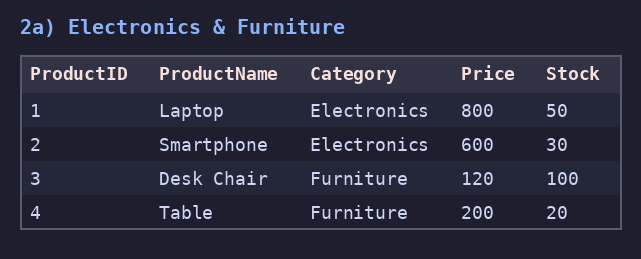 2a) Electronics & Furniture
ProductID ProductName Category Price Stock
1 Laptop Electronics 800 50
2 Smartphone Electronics 600 30
3 Desk Chair Furniture 120 100
4 Table Furniture 200 20